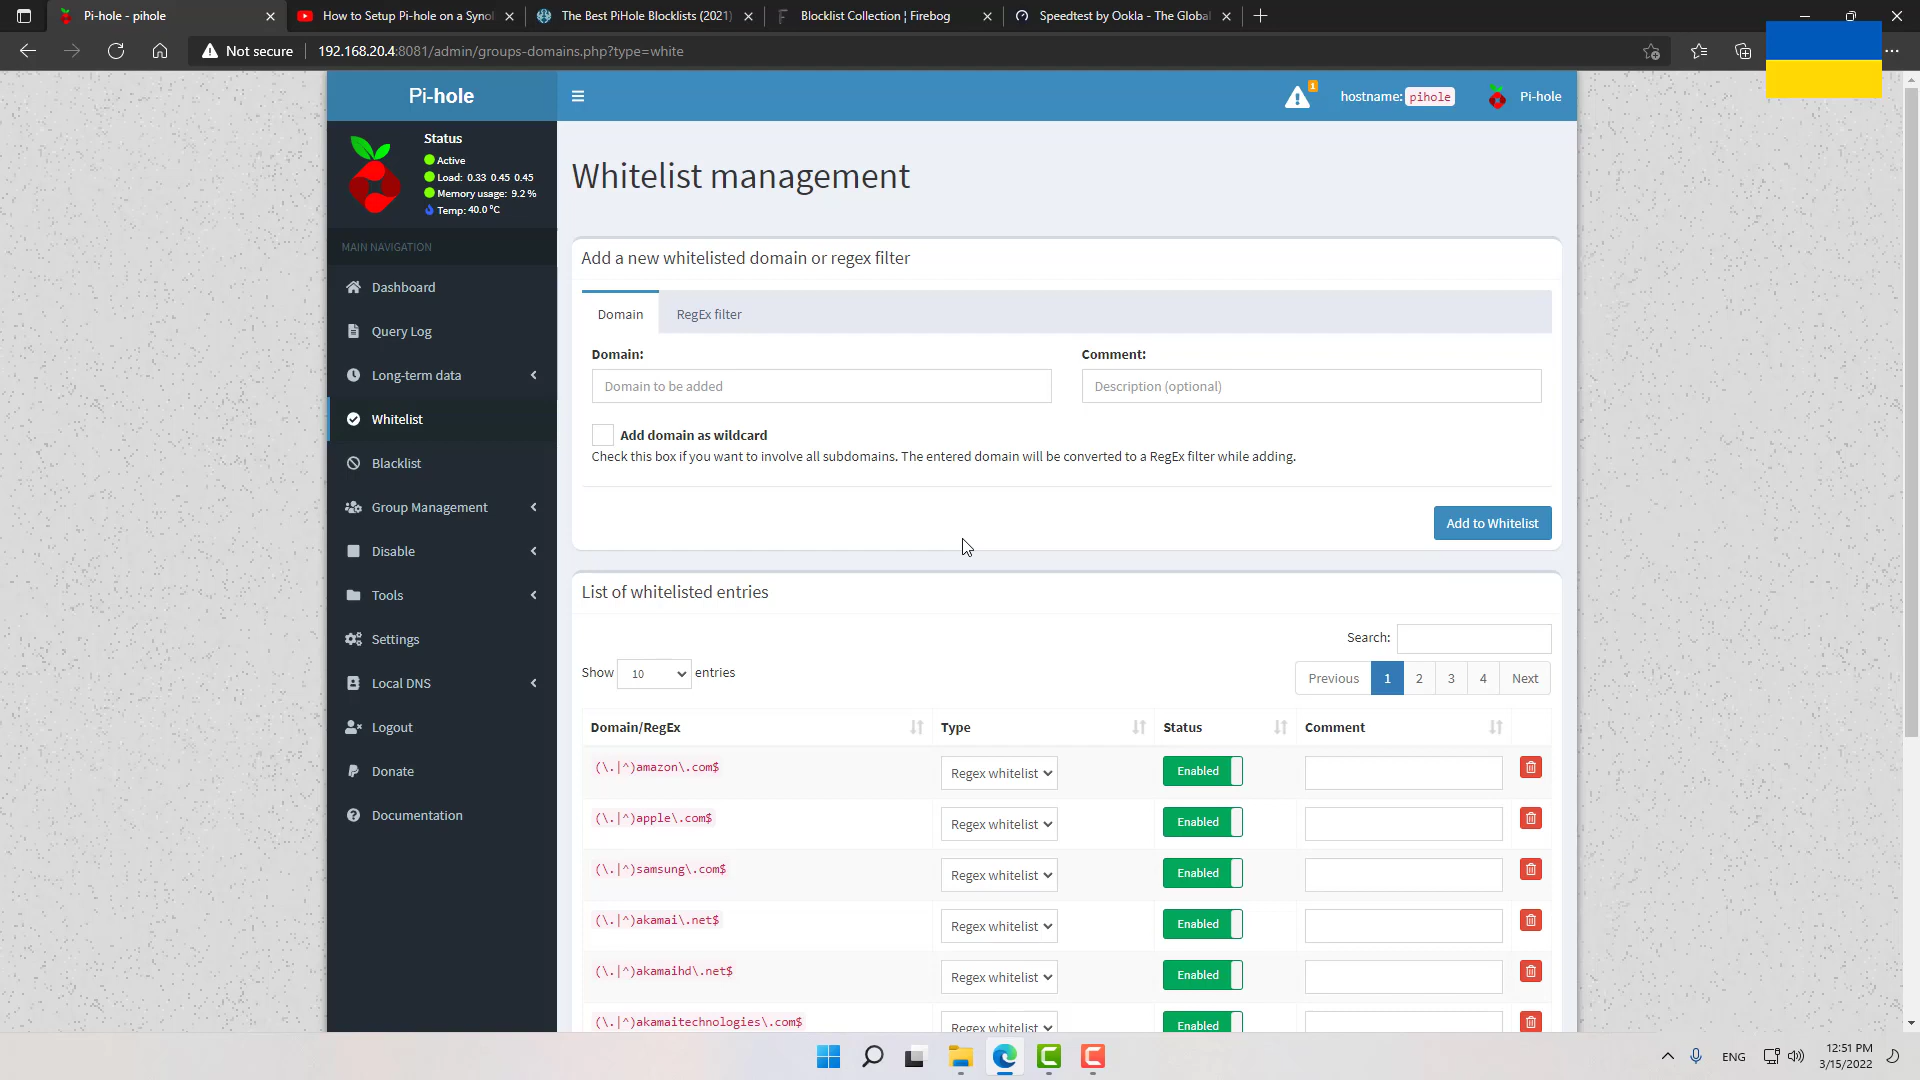 Pi-hole - pihole
How to Setup Pi-hole on a Synol
The Best PiHole Blocklists (2021)
Blocklist Collection | Firebog
Speedtest by Ookla - The Global
Not secure
192.168.20.4:8081/admin/groups-domains.php?type=white
Pi-hole
1
hostname: pihole
Pi-hole
Status
Active
Load: 0.33 0.45 0.45
Memory usage: 9.2 %
Temp: 40.0 °C
MAIN NAVIGATION
Dashboard
Query Log
Long-term data
Whitelist
Blacklist
Group Management
Disable
Tools
Settings
Local DNS
Logout
Donate
Documentation
Whitelist management
Add a new whitelisted domain or regex filter
Domain
RegEx filter
Domain:
Comment:
Domain to be added
Description (optional)
Add domain as wildcard
Check this box if you want to involve all subdomains. The entered domain will be converted to a RegEx filter while adding.
Add to Whitelist
List of whitelisted entries
Search:
Show 10 entries
Previous 1 2 3 4 Next
Domain/RegEx Type Status Comment
(\.|^)amazon\.com$ Regex whitelist Enabled
(\.|^)apple\.com$ Regex whitelist Enabled
(\.|^)samsung\.com$ Regex whitelist Enabled
(\.|^)akamai\.net$ Regex whitelist Enabled
(\.|^)akamaihd\.net$ Regex whitelist Enabled
(\.|^)akamaitechnologies\.com$ Regex whitelist Enabled
ENG
12:51 PM
3/15/2022